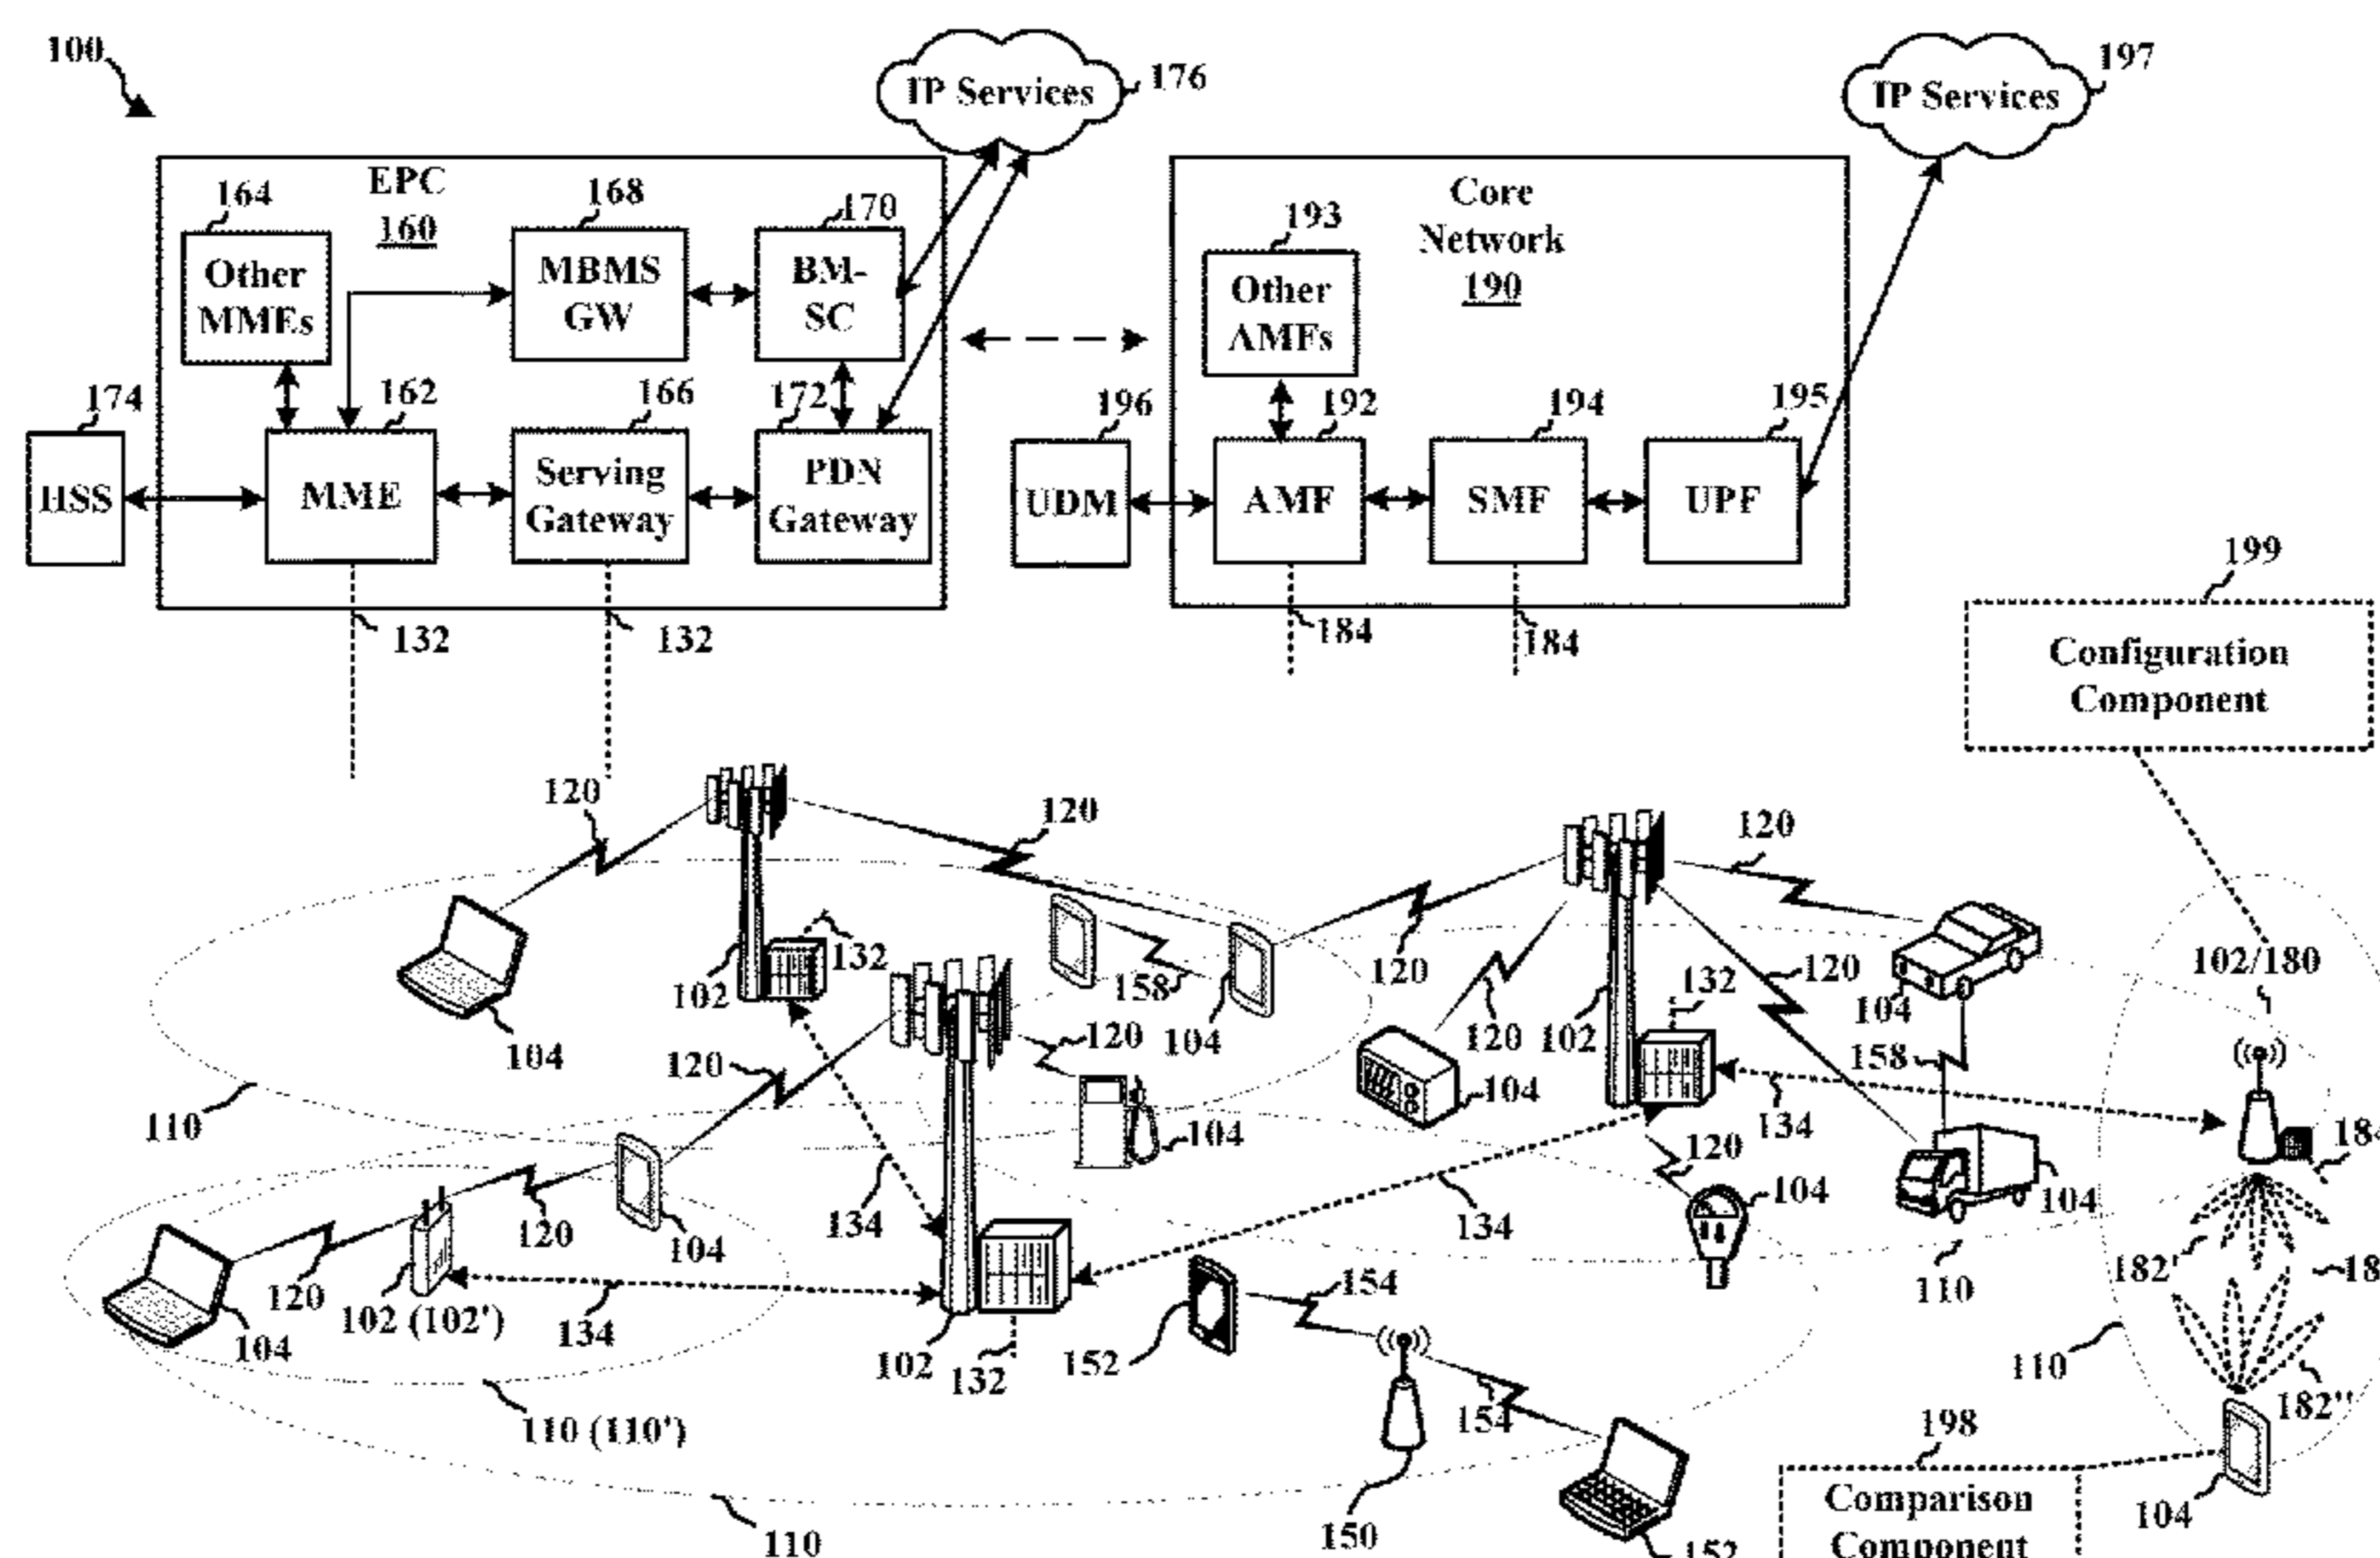 100
IP Services
176
IP Services
197
EPC
160
164
168
170
Other
MMEs
MBMS
GW
BM-
SC
Core
Network
190
193
Other
AMFs
174
162
166
172
196
192
194
195
HSS
MME
Serving
Gateway
PDN
Gateway
UDM
AMF
SMF
UPF
132
132
184
184
199
Configuration
Component
120
120
120
102/180
132
102
158
104
120
120
132
102
120
104
104
120
120
104
104
158
110
134
104
120
134
120
104
134
104
120
104
134
182'
110
120
102 (102')
104
134
102
132
152
154
110
182"
110 (110')
154
198
104
110
150
152
Comparison
Component